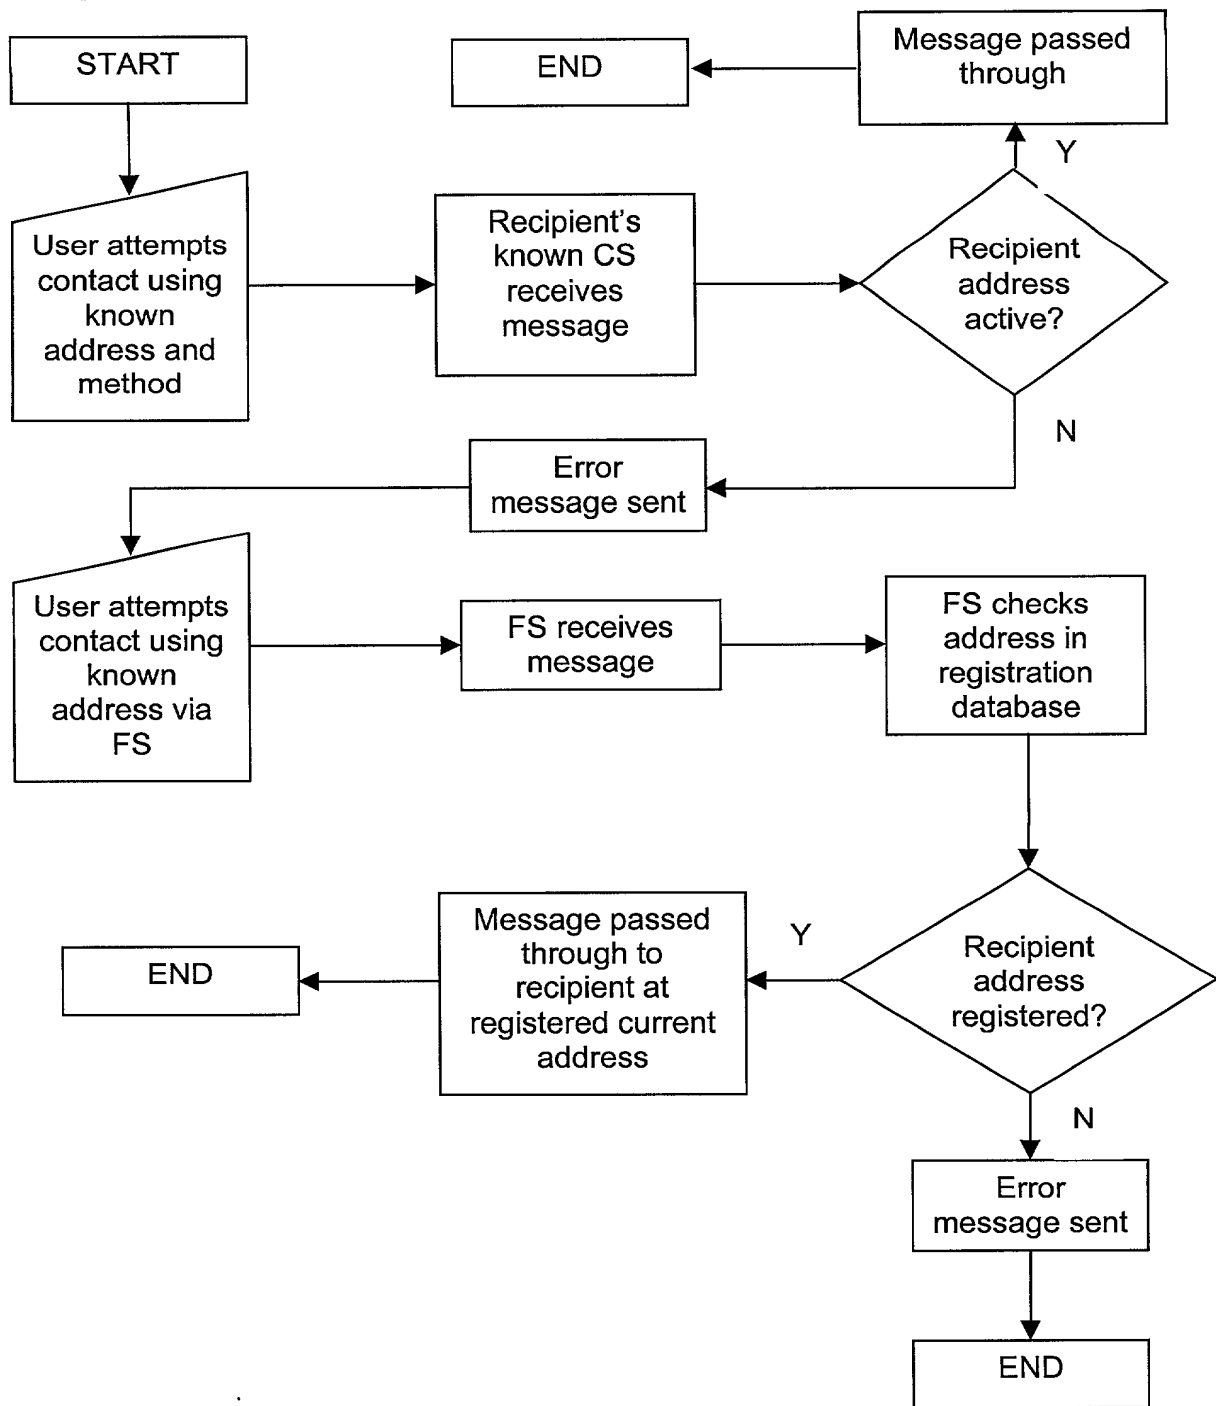 START
END
Message passed
through
Y
User attempts
contact using
known
address and
method
Recipient's
known CS
receives
message
Recipient
address
active?
N
Error
message sent
User attempts
contact using
known
address via
FS
FS receives
message
FS checks
address in
registration
database
END
Message passed
through to
recipient at
registered current
address
Y
Recipient
address
registered?
N
Error
message sent
END